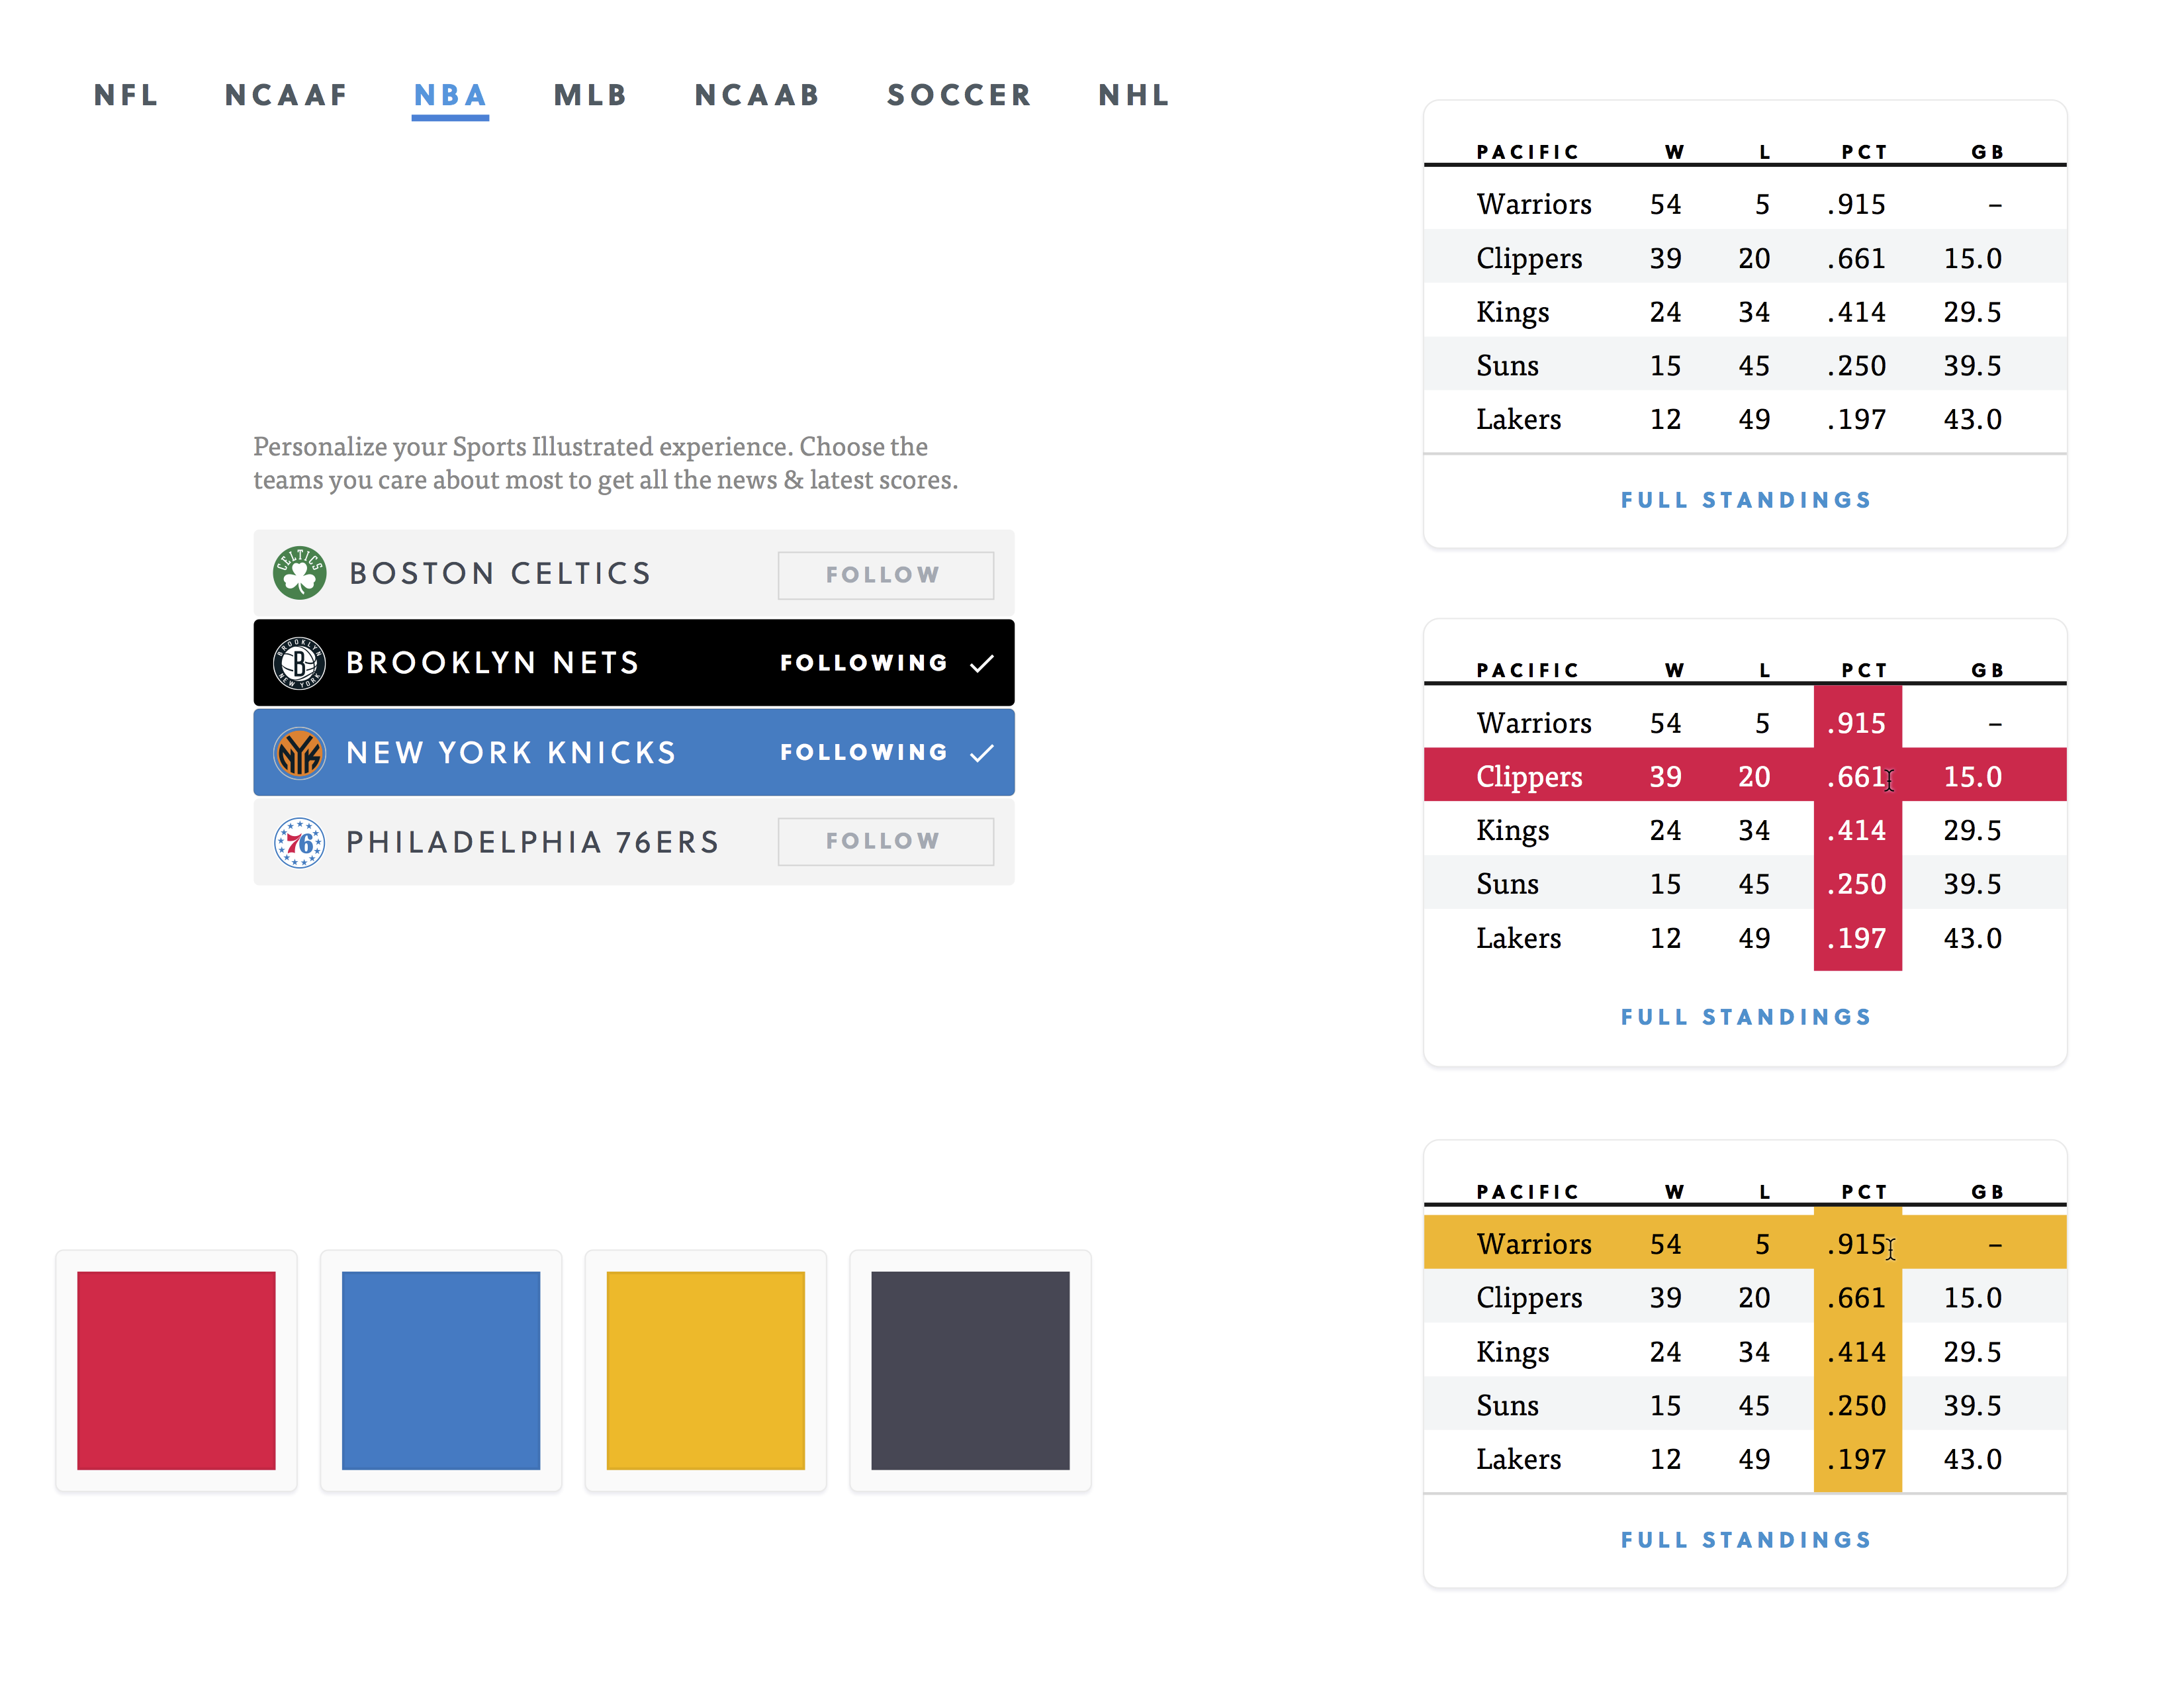 NFL NCAAF NBA MLB NCAAB SOCCER NHL
Personalize your Sports Illustrated experience. Choose the
teams you care about most to get all the news & latest scores.
CELTICS
BOSTON CELTICS FOLLOW
BROOKLYN
B
NEW YORK
BROOKLYN NETS FOLLOWING
NYK
NEW YORK KNICKS FOLLOWING
76
PHILADELPHIA 76ERS FOLLOW
PACIFIC W L PCT GB
Warriors 54 5 .915 –
Clippers 39 20 .661 15.0
Kings 24 34 .414 29.5
Suns 15 45 .250 39.5
Lakers 12 49 .197 43.0
FULL STANDINGS
PACIFIC W L PCT GB
Warriors 54 5 .915 –
Clippers 39 20 .661 15.0
Kings 24 34 .414 29.5
Suns 15 45 .250 39.5
Lakers 12 49 .197 43.0
FULL STANDINGS
PACIFIC W L PCT GB
Warriors 54 5 .915 –
Clippers 39 20 .661 15.0
Kings 24 34 .414 29.5
Suns 15 45 .250 39.5
Lakers 12 49 .197 43.0
FULL STANDINGS